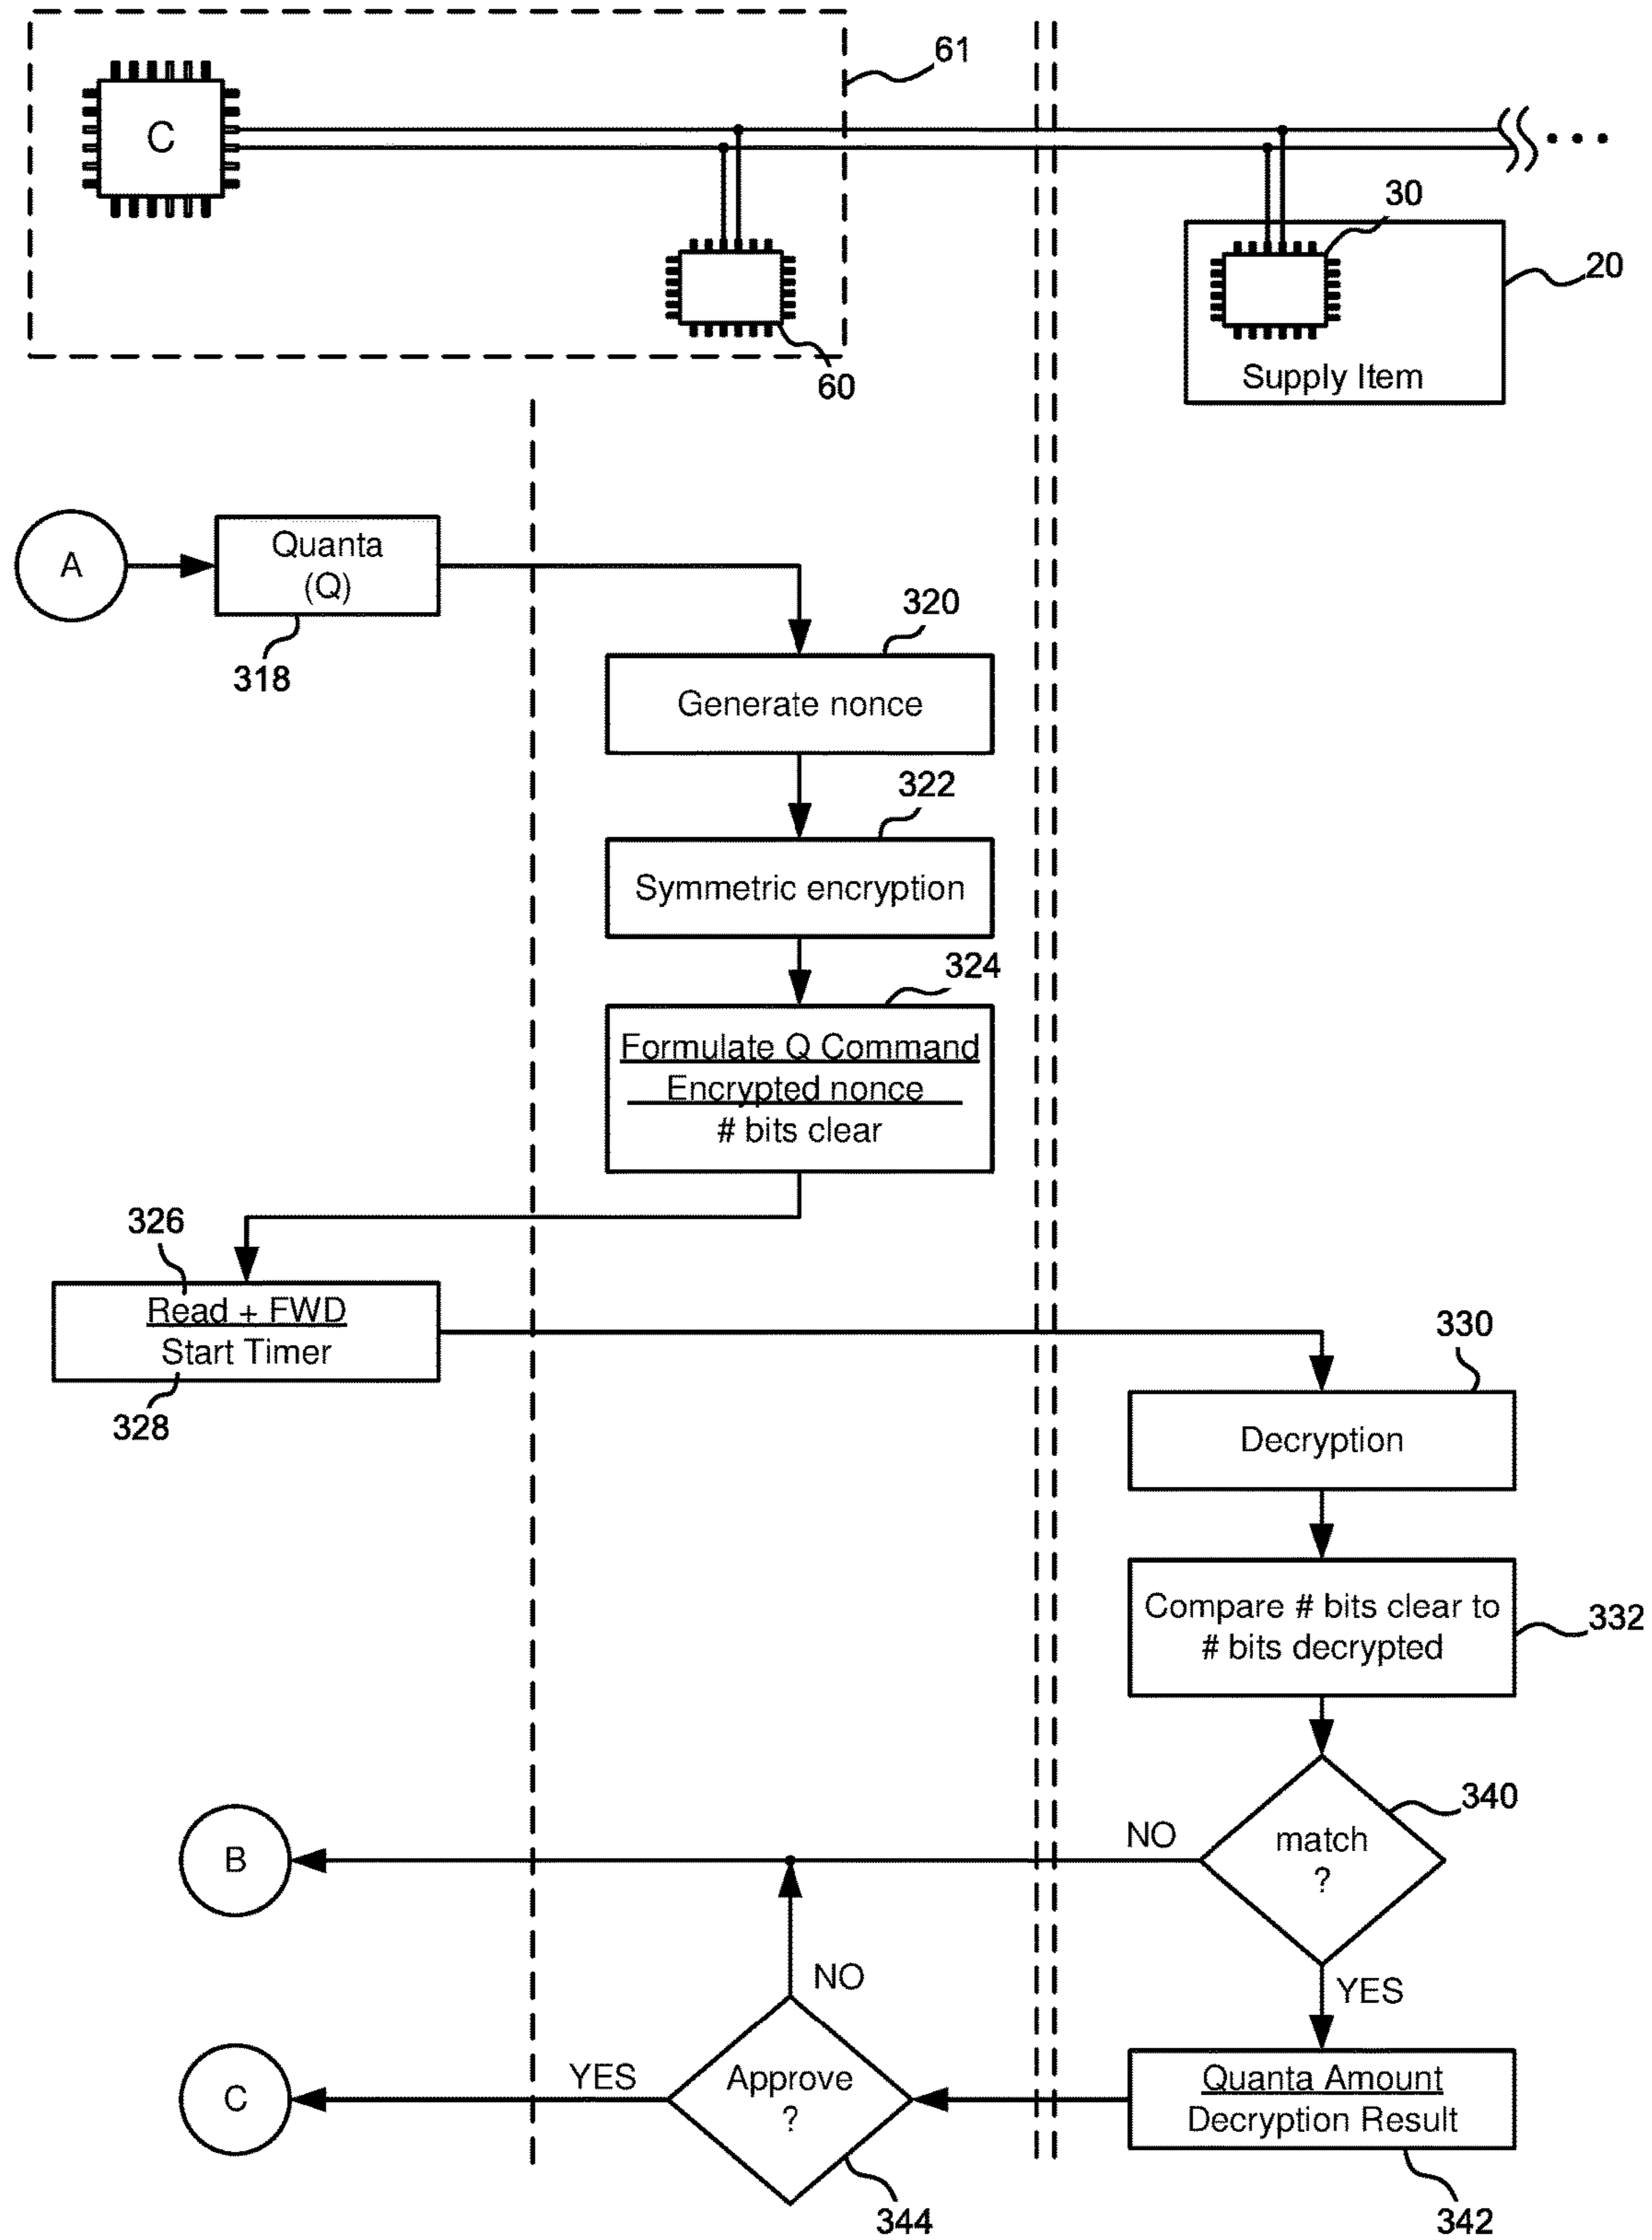 61
C
30
20
60
Supply Item
A
Quanta
(Q)
318
320
Generate nonce
322
Symmetric encryption
324
Formulate Q Command
Encrypted nonce
# bits clear
326
Read + FWD
Start Timer
328
330
Decryption
Compare # bits clear to
# bits decrypted
332
340
match
?
NO
B
YES
NO
Approve
?
YES
C
344
Quanta Amount
Decryption Result
342